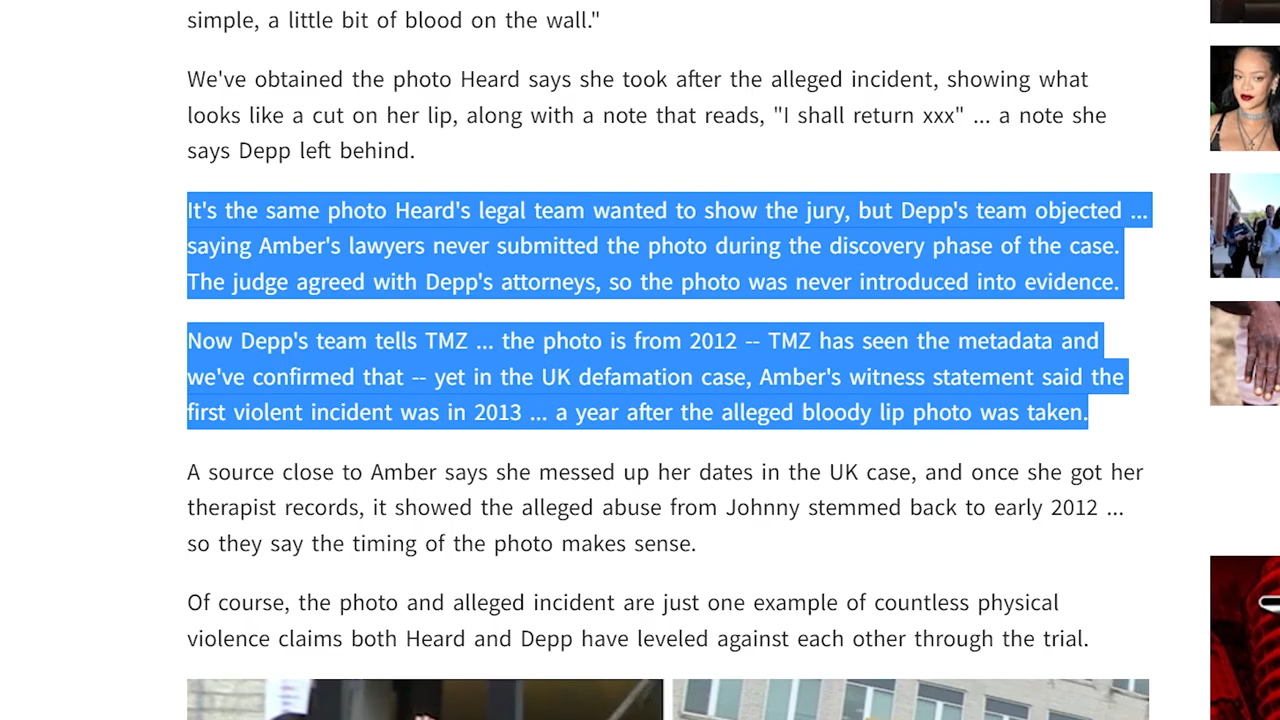 simple, a little bit of blood on the wall."
We've obtained the photo Heard says she took after the alleged incident, showing what
looks like a cut on her lip, along with a note that reads, "I shall return xxx" ... a note she
says Depp left behind.
It's the same photo Heard's legal team wanted to show the jury, but Depp's team objected ...
saying Amber's lawyers never submitted the photo during the discovery phase of the case.
The judge agreed with Depp's attorneys, so the photo was never introduced into evidence.
Now Depp's team tells TMZ ... the photo is from 2012 -- TMZ has seen the metadata and
we've confirmed that -- yet in the UK defamation case, Amber's witness statement said the
first violent incident was in 2013 ... a year after the alleged bloody lip photo was taken.
A source close to Amber says she messed up her dates in the UK case, and once she got her
therapist records, it showed the alleged abuse from Johnny stemmed back to early 2012 ...
so they say the timing of the photo makes sense.
Of course, the photo and alleged incident are just one example of countless physical
violence claims both Heard and Depp have leveled against each other through the trial.